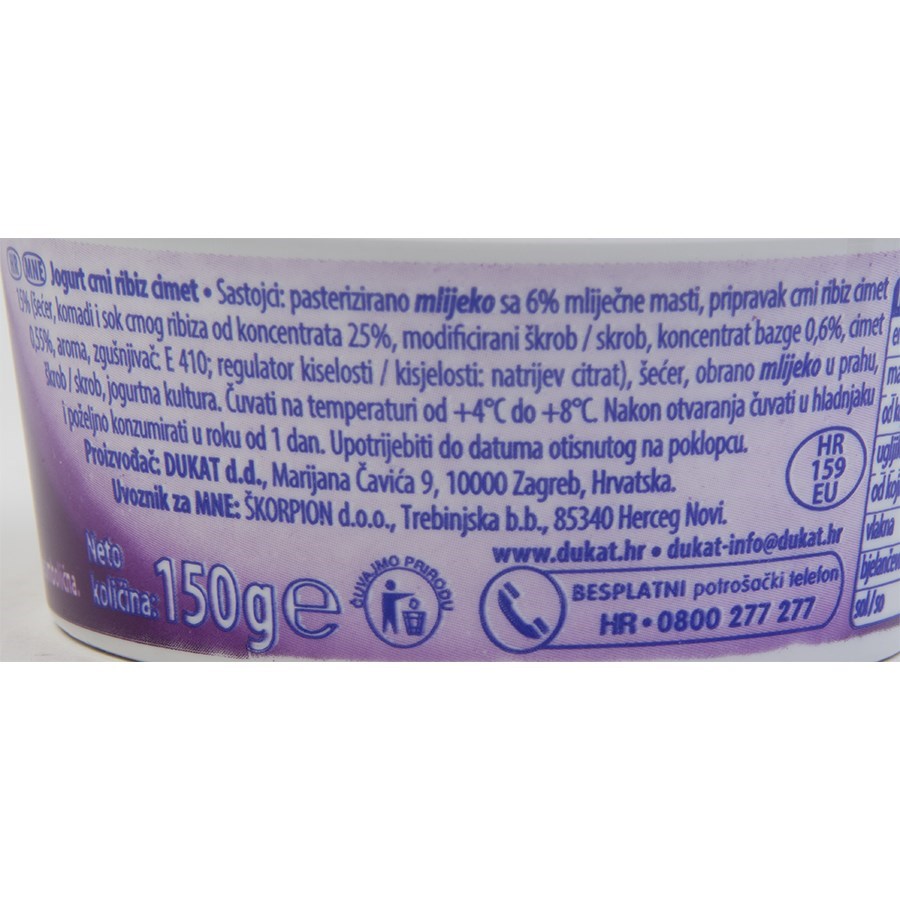 HR MNE Jogurt crni ribiz cimet • Sastojci: pasterizirano mlijeko sa 6% mliječne masti, pripravak crni ribiz cimet
15% (šećer, komadi i sok crnog ribiza od koncentrata 25%, modificirani škrob / skrob, koncentrat bazge 0,6%, cimet
0,55%, aroma, zgušnjivač: E 410; regulator kiselosti / kisjelosti: natrijev citrat), šećer, obrano mlijeko u prahu,
škrob / skrob, jogurtna kultura. Čuvati na temperaturi od +4°C do +8°C. Nakon otvaranja čuvati u hladnjaku
i poželjno konzumirati u roku od 1 dan. Upotrijebiti do datuma otisnutog na poklopcu.
Proizvođač: DUKAT d.d., Marijana Čavića 9, 10000 Zagreb, Hrvatska.
Uvoznik za MNE: ŠKORPION d.o.o., Trebinjska b.b., 85340 Herceg Novi.
HR
159
EU
www.dukat.hr • dukat-info@dukat.hr
Neto
količina: 150g e
ČUVAJMO PRIRODU
BESPLATNI potrošački telefon
HR • 0800 277 277
vlakna
sol/so